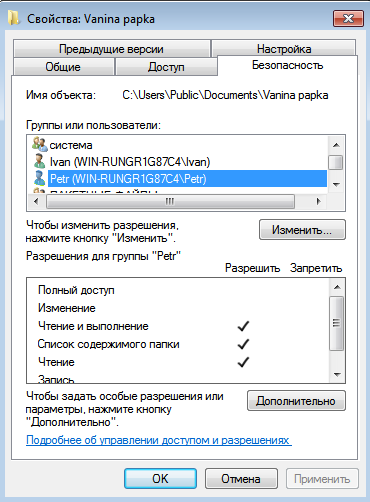 Свойства: Vanina papka
Предыдущие версии
Настройка
Общие
Доступ
Безопасность
Имя объекта: C:\Users\Public\Documents\Vanina papka
Группы или пользователи:
система
Ivan (WIN-RUNGR1G87C4\Ivan)
Petr (WIN-RUNGR1G87C4\Petr)
ПАКЕТНЫЕ ФАЙЛЫ
Чтобы изменить разрешения,
нажмите кнопку "Изменить".
Изменить...
Разрешения для группы "Petr"
Разрешить Запретить
Полный доступ
Изменение
Чтение и выполнение
Список содержимого папки
Чтение
Запись
Чтобы задать особые разрешения или
параметры, нажмите кнопку
"Дополнительно".
Дополнительно
Подробнее об управлении доступом и разрешениях
OK
Отмена
Применить